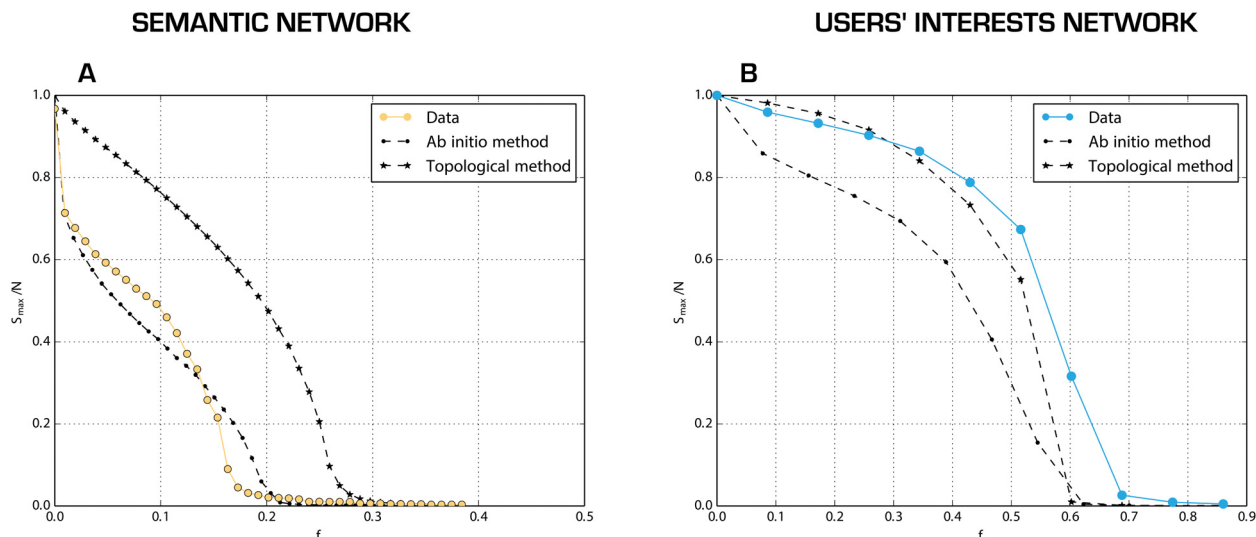 SEMANTIC NETWORK
USERS' INTERESTS NETWORK
A
1.0
0.8
0.6
0.4
0.2
0.0
S max /N
Data
Ab initio method
Topological method
0.0 0.1 0.2 0.3 0.4 0.5
f
B
1.0
0.8
0.6
0.4
0.2
0.0
S max /N
Data
Ab initio method
Topological method
0.0 0.1 0.2 0.3 0.4 0.5 0.6 0.7 0.8 0.9
f